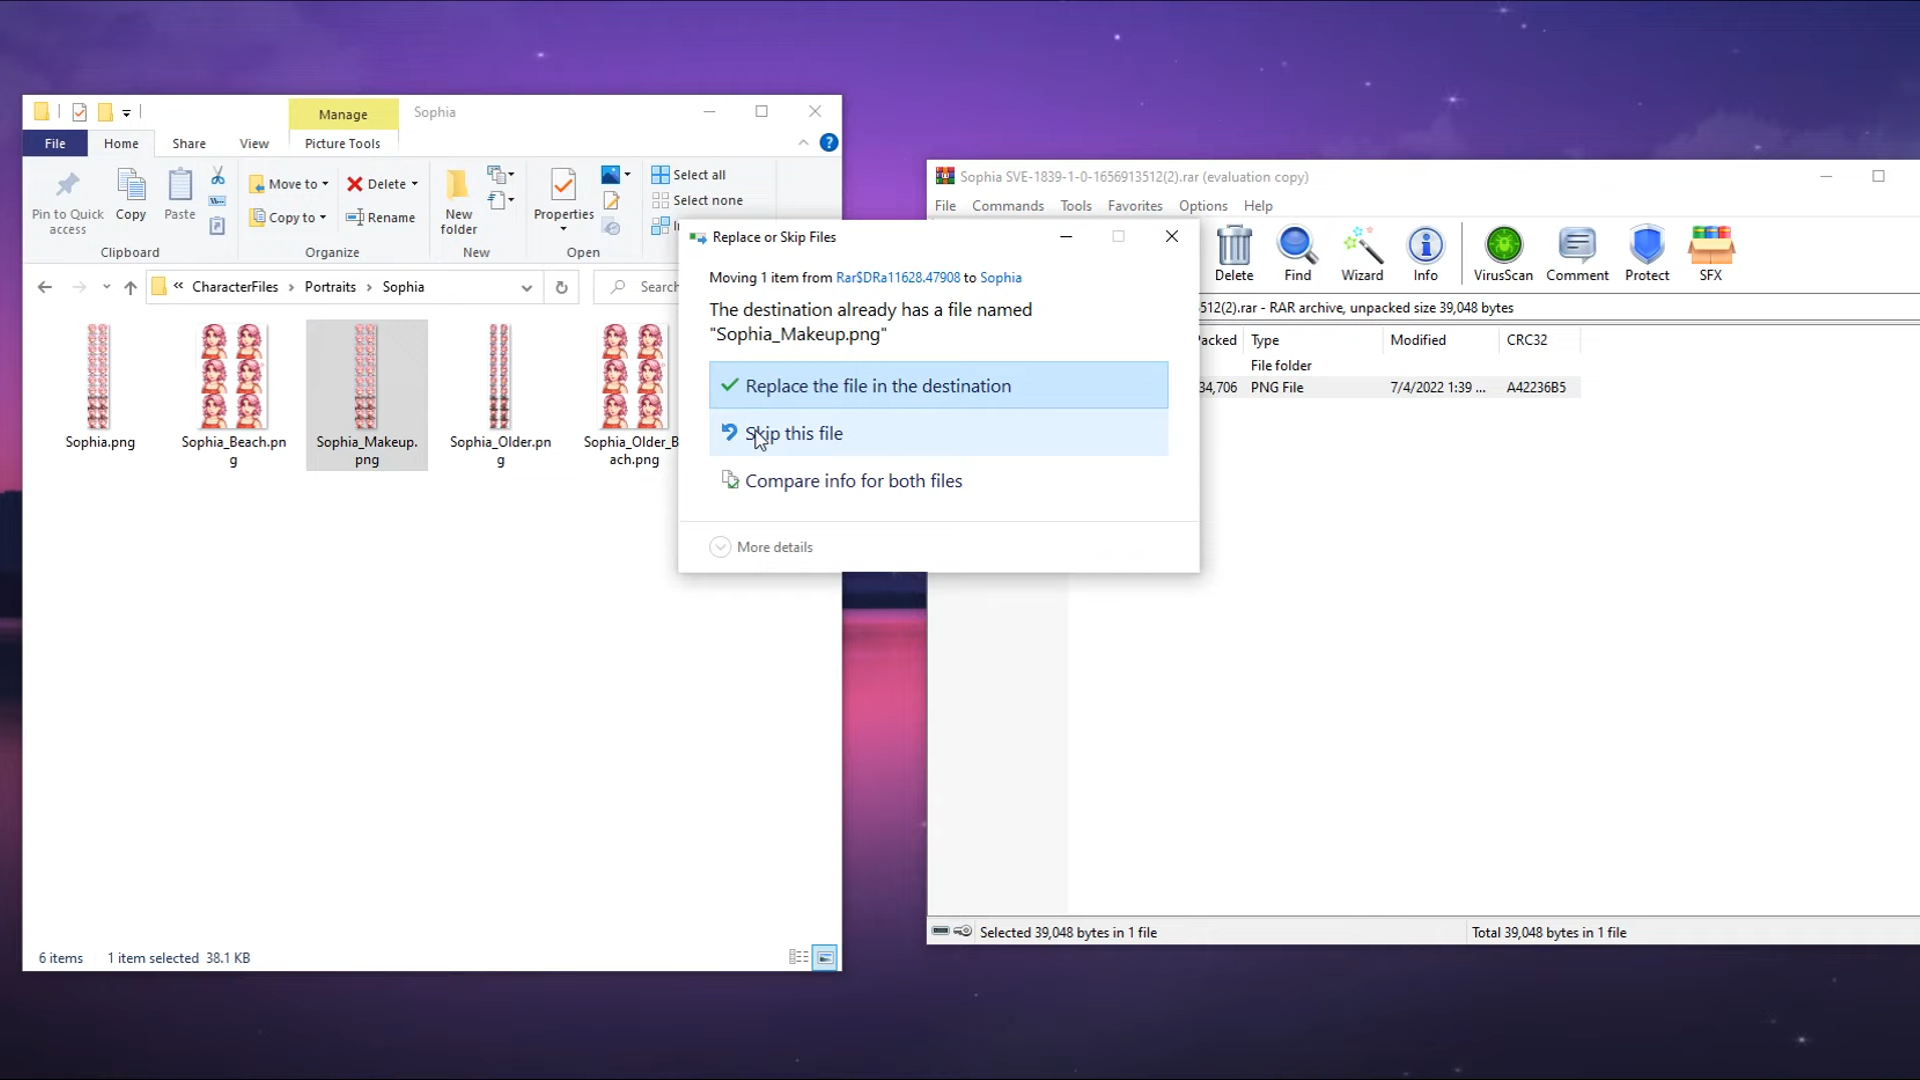 Manage
Sophia
File
Home
Share
View
Picture Tools
Pin to Quick
access
Copy
Paste
Move to
Copy to
Delete
Rename
New
folder
Properties
Select all
Select none
Clipboard
Organize
New
Open
« CharacterFiles › Portraits › Sophia
Search
Sophia.png
Sophia_Beach.pn
g
Sophia_Makeup.
png
Sophia_Older.pn
g
Sophia_Older_B
each.png
6 items
1 item selected 38.1 KB
Replace or Skip Files
Moving 1 item from Rar$DRa11628.47908 to Sophia
The destination already has a file named
"Sophia_Makeup.png"
Replace the file in the destination
Skip this file
Compare info for both files
More details
Sophia SVE-1839-1-0-1656913512(2).rar (evaluation copy)
File Commands Tools Favorites Options Help
Delete
Find
Wizard
Info
VirusScan
Comment
Protect
SFX
512(2).rar - RAR archive, unpacked size 39,048 bytes
Packed Type Modified CRC32
File folder
34,706 PNG File 7/4/2022 1:39 ... A42236B5
Selected 39,048 bytes in 1 file
Total 39,048 bytes in 1 file